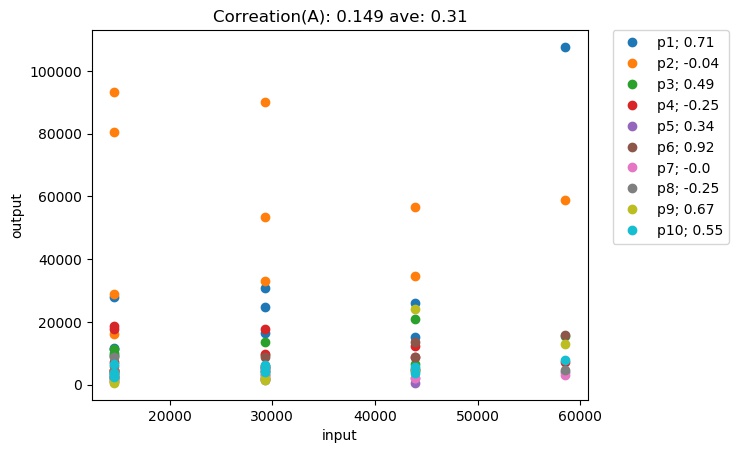 Correation(A): 0.149 ave: 0.31
100000
80000
60000
40000
20000
0
output
20000
30000
40000
50000
60000
input
p1; 0.71
p2; -0.04
p3; 0.49
p4; -0.25
p5; 0.34
p6; 0.92
p7; -0.0
p8; -0.25
p9; 0.67
p10; 0.55